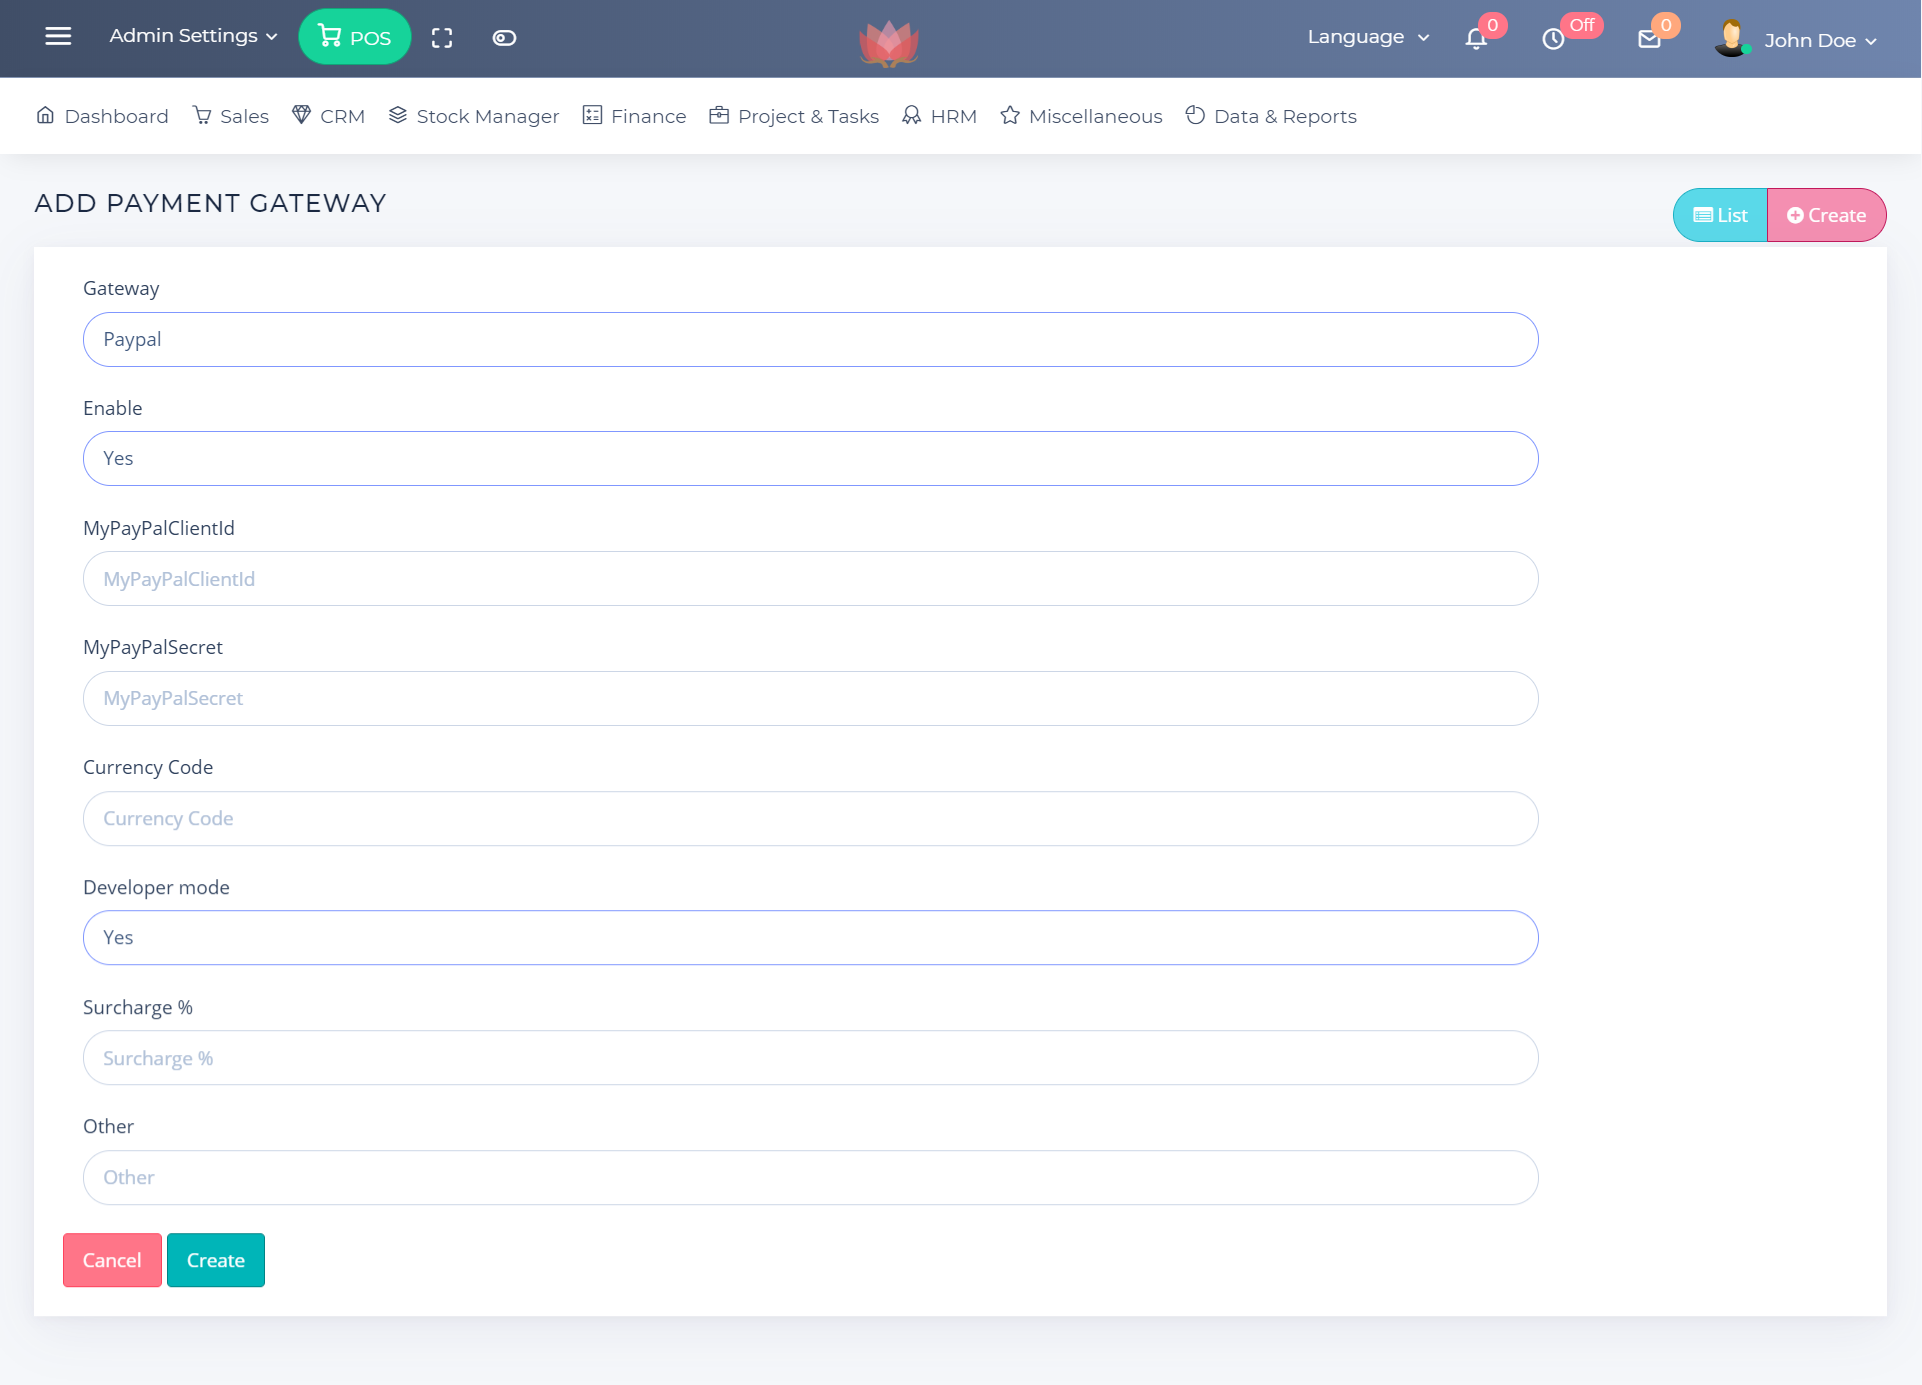 Admin Settings POS Language 0 Off 0 John Doe
Dashboard Sales CRM Stock Manager Finance Project & Tasks HRM Miscellaneous Data & Reports
ADD PAYMENT GATEWAY
List Create
Gateway
Paypal
Enable
Yes
MyPayPalClientId
MyPayPalClientId
MyPayPalSecret
MyPayPalSecret
Currency Code
Currency Code
Developer mode
Yes
Surcharge %
Surcharge %
Other
Other
Cancel Create